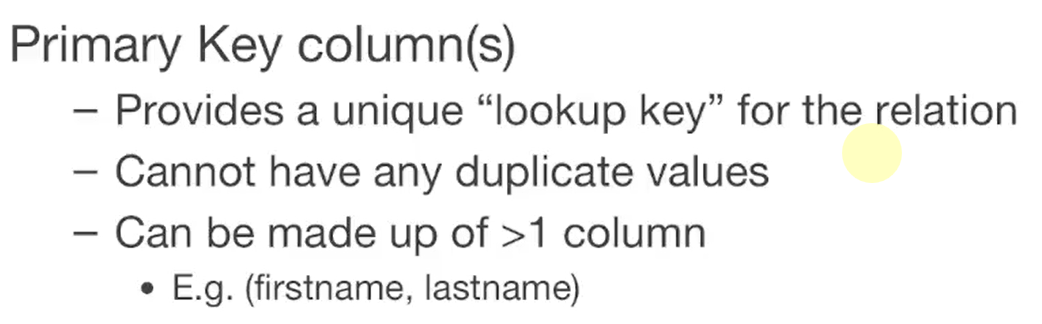 Primary Key column(s)
– Provides a unique “lookup key” for the relation
– Cannot have any duplicate values
– Can be made up of >1 column
• E.g. (firstname, lastname)